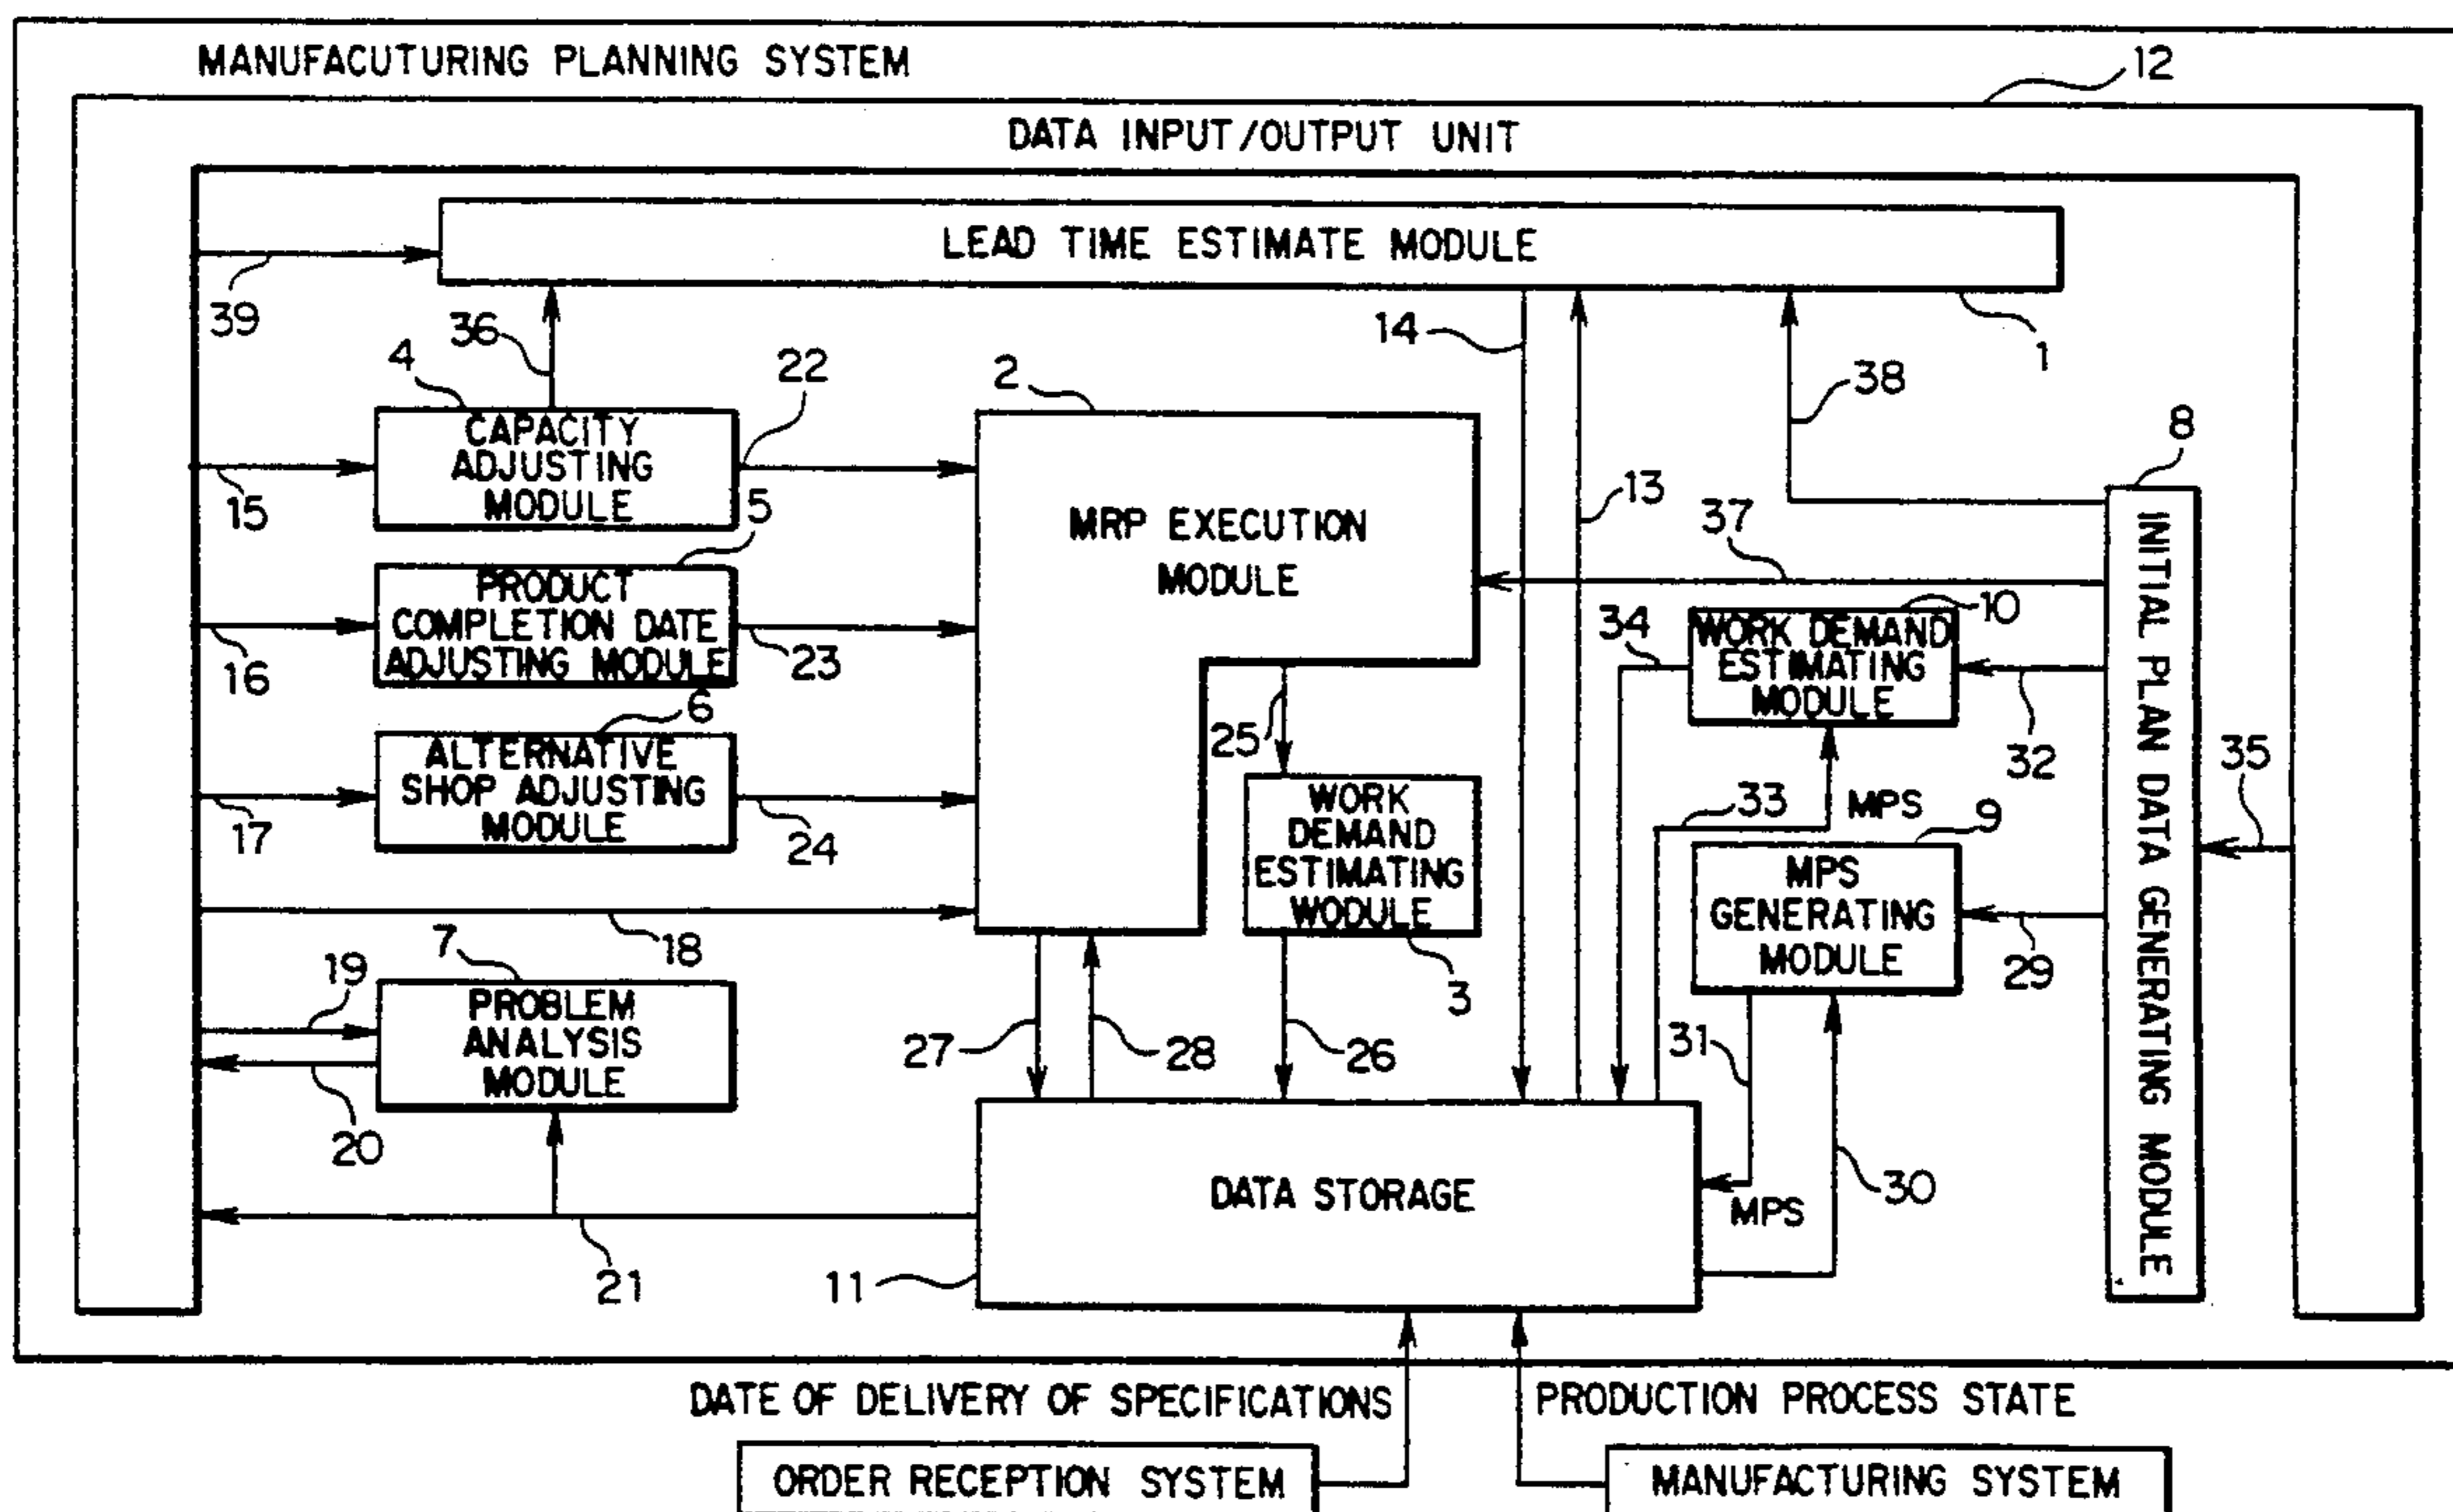 MANUFACUTURING PLANNING SYSTEM
12
DATA INPUT/OUTPUT UNIT
LEAD TIME ESTIMATE MODULE
39
36
14
1
4
22
2
38
8
CAPACITY
ADJUSTING
MODULE
15
5
13
MRP EXECUTION
MODULE
37
PRODUCT
COMPLETION DATE
ADJUSTING MODULE
16
23
34
10
WORK DEMAND
ESTIMATING
MODULE
32
6
25
35
ALTERNATIVE
SHOP ADJUSTING
MODULE
17
24
WORK
DEMAND
ESTIMATING
WODULE
3
33
MPS
9
MPS
GENERATING
MODULE
29
INITIAL PLAN DATA GENERATING MODULE
18
7
19
PROBLEM
ANALYSIS
MODULE
20
27
28
26
31
30
MPS
DATA STORAGE
21
11
DATE OF DELIVERY OF SPECIFICATIONS
PRODUCTION PROCESS STATE
ORDER RECEPTION SYSTEM
MANUFACTURING SYSTEM